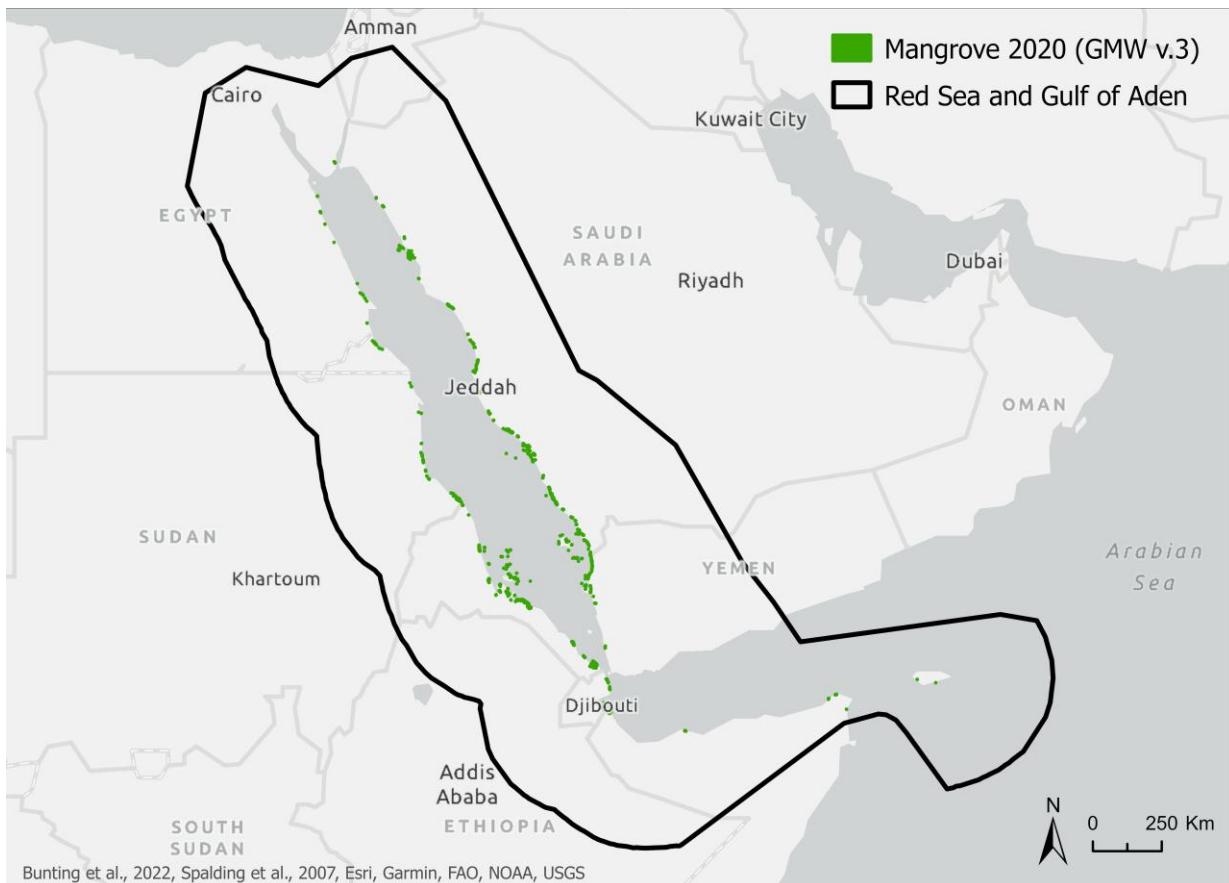 Amman
Mangrove 2020 (GMW v.3)
Cairo
Red Sea and Gulf of Aden
Kuwait City
EGYPT
SAUDI
ARABIA
Dubai
Riyadh
Jeddah
OMAN
SUDAN
Arabian
Sea
YEMEN
Khartoum
Djibouti
Addis
Ababa
ETHIOPIA
SOUTH
SUDAN
N
0 250 Km
Bunting et al., 2022, Spalding et al., 2007, Esri, Garmin, FAO, NOAA, USGS